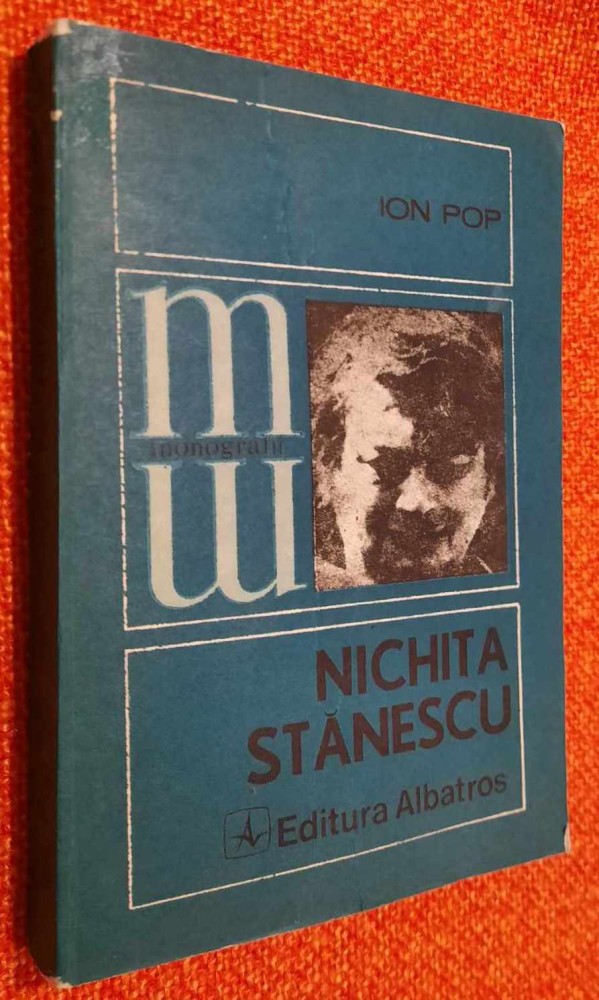 ION POP
m
monografii
NICHITA
STĂNESCU
Editura Albatros